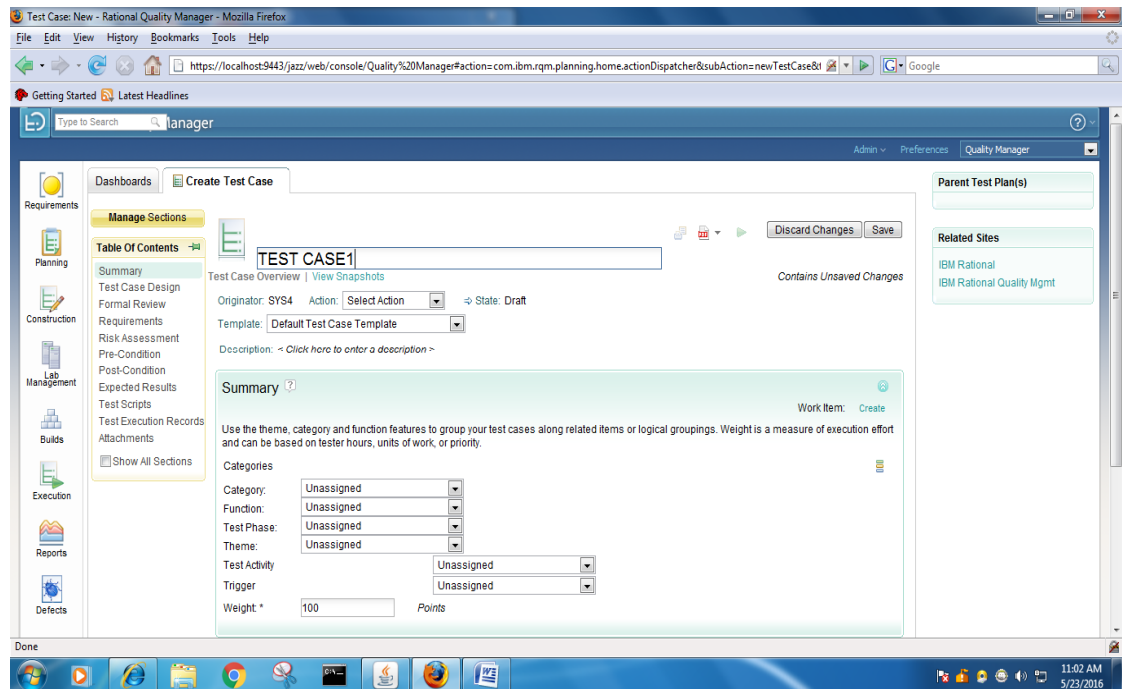 Test Case: New - Rational Quality Manager - Mozilla Firefox
File Edit View History Bookmarks Tools Help
https://localhost:9443/jazz/web/console/Quality%20Manager#action=com.ibm.rqm.planning.home.actionDispatcher&subAction=newTestCase&t
G Google
Getting Started Latest Headlines
Type to Search Manager
Admin Preferences Quality Manager
Requirements
Planning
Construction
Lab
Management
Builds
Execution
Reports
Defects
Dashboards Create Test Case
Manage Sections
Table Of Contents
Summary
Test Case Design
Formal Review
Requirements
Risk Assessment
Pre-Condition
Post-Condition
Expected Results
Test Scripts
Test Execution Records
Attachments
Show All Sections
TEST CASE1
Discard Changes Save
Test Case Overview | View Snapshots Contains Unsaved Changes
Originator: SYS4 Action: Select Action State: Draft
Template: Default Test Case Template
Description: < Click here to enter a description >
Summary ?
Work Item: Create
Use the theme, category and function features to group your test cases along related items or logical groupings. Weight is a measure of execution effort
and can be based on tester hours, units of work, or priority.
Categories
Category: Unassigned
Function: Unassigned
Test Phase: Unassigned
Theme: Unassigned
Test Activity Unassigned
Trigger Unassigned
Weight: * 100 Points
Parent Test Plan(s)
Related Sites
IBM Rational
IBM Rational Quality Mgmt
Done
11:02 AM
5/23/2016